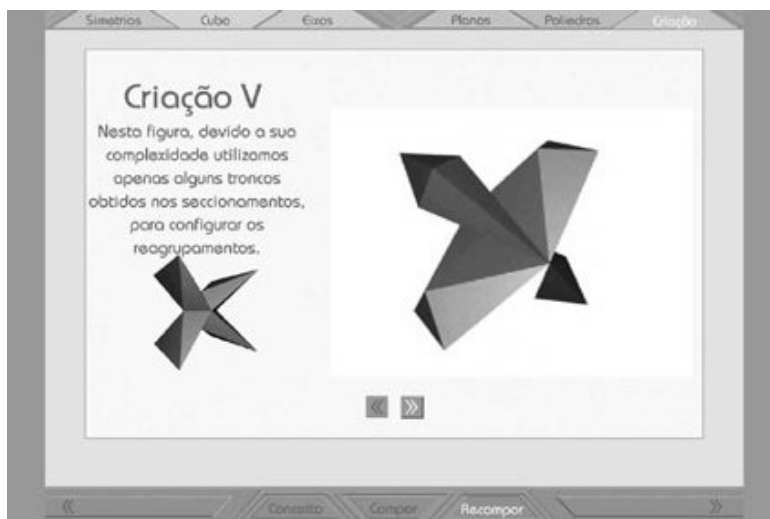 Simetrias Cubo Eixos Planos Poliedros Criação
Criação V
Nesta figura, devido a sua
complexidade utilizamos
apenas alguns troncos
obtidos nos seccionamentos,
para configurar os
reagrupamentos.
Conceito Compor Recompor